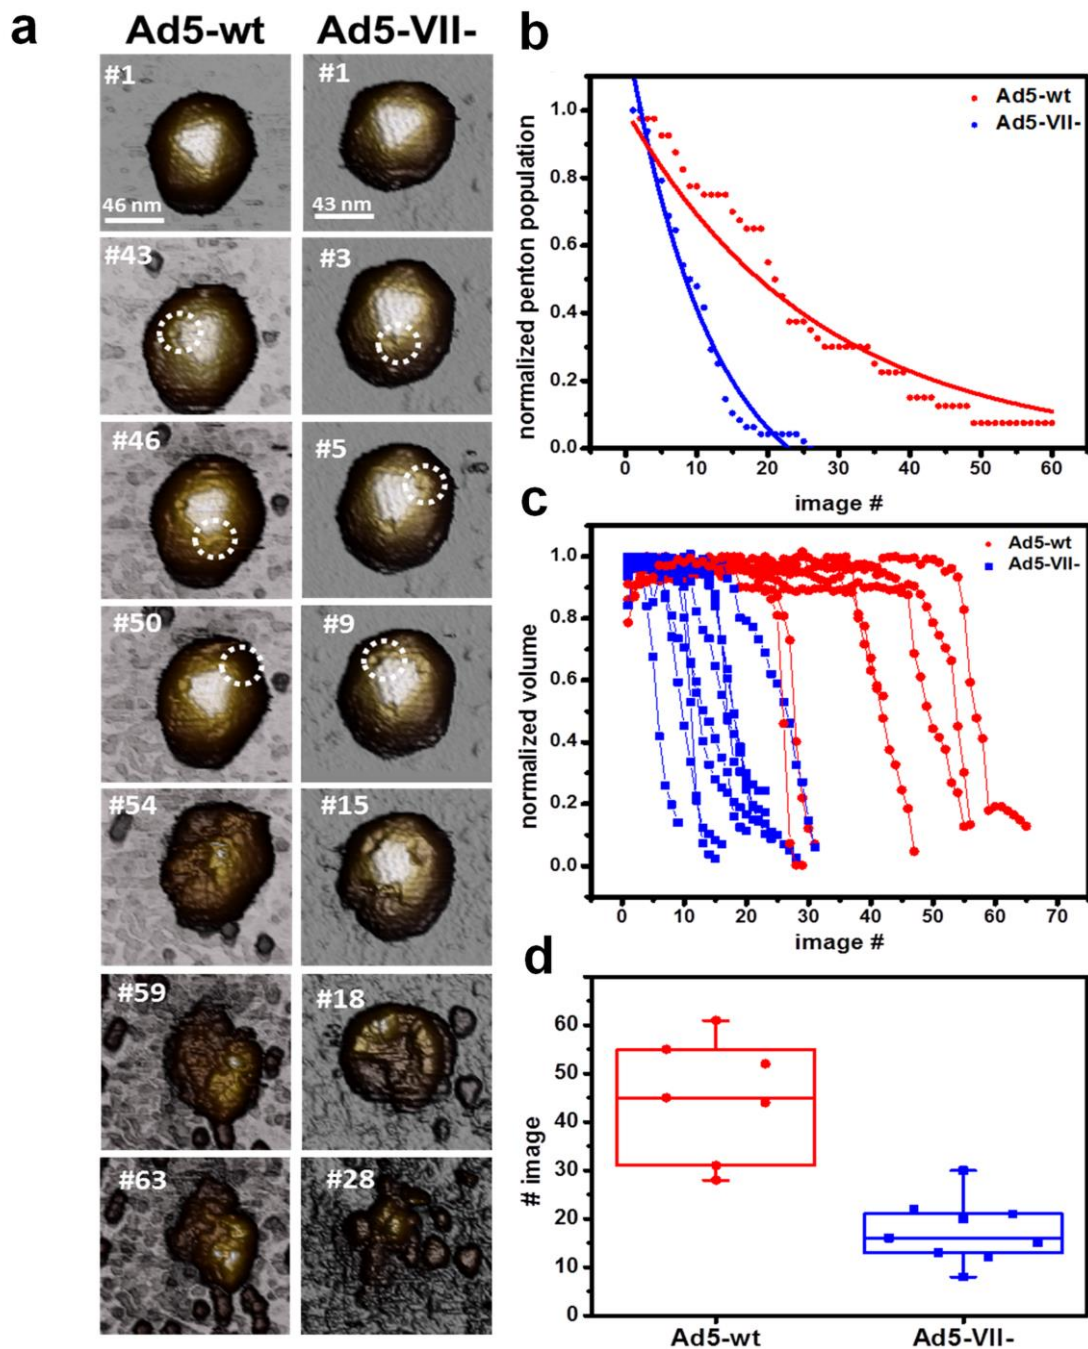 a
Ad5-wt Ad5-VII-
#1 #1
46 nm 43 nm
#43 #3
#46 #5
#50 #9
#54 #15
#59 #18
#63 #28
b
normalized penton population
1.0
0.8
0.6
0.4
0.2
0.0
Ad5-wt
Ad5-VII-
0 10 20 30 40 50 60
image #
c
normalized volume
1.0
0.8
0.6
0.4
0.2
0.0
Ad5-wt
Ad5-VII-
0 10 20 30 40 50 60 70
image #
d
# image
60
50
40
30
20
10
0
Ad5-wt Ad5-VII-